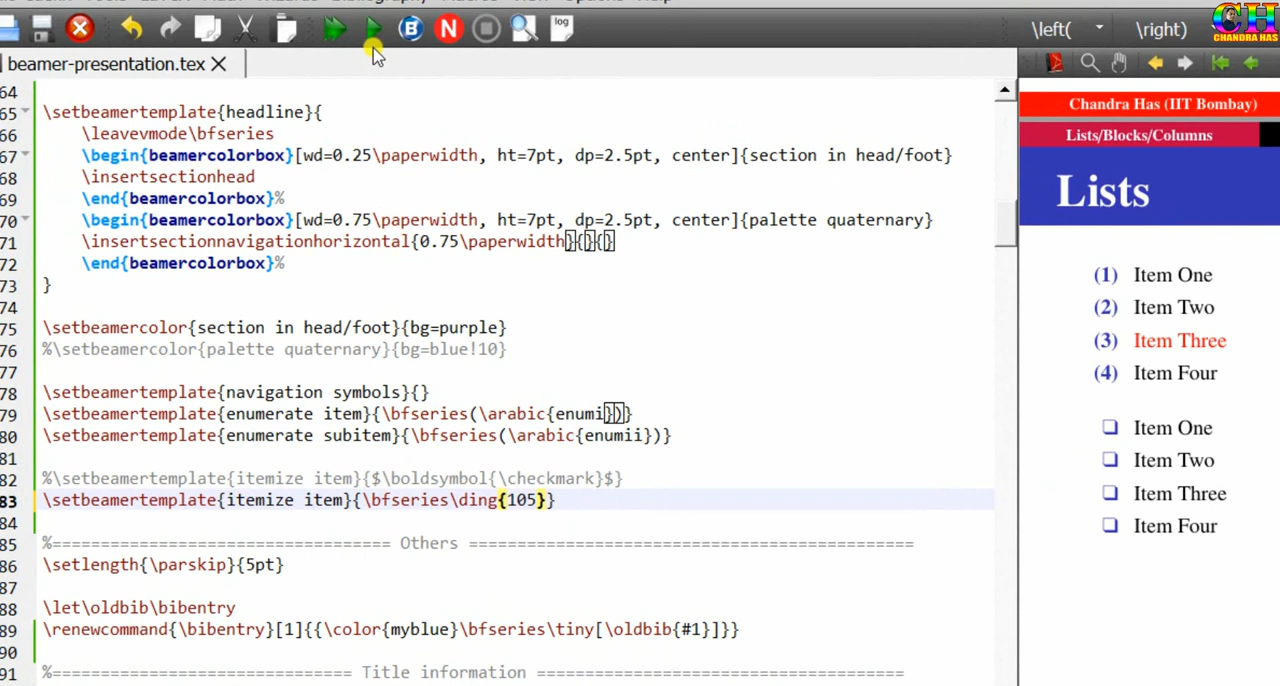 \left(
\right)
CH
CHANDRA HAS
log
beamer-presentation.tex
64
65 \setbeamertemplate{headline}{
66 \leavevmode\bfseries
67 \begin{beamercolorbox}[wd=0.25\paperwidth, ht=7pt, dp=2.5pt, center]{section in head/foot}
68 \insertsectionhead
69 \end{beamercolorbox}%
70 \begin{beamercolorbox}[wd=0.75\paperwidth, ht=7pt, dp=2.5pt, center]{palette quaternary}
71 \insertsectionnavigationhorizontal{0.75\paperwidth}{}{}
72 \end{beamercolorbox}%
73 }
74
75 \setbeamercolor{section in head/foot}{bg=purple}
76 %\setbeamercolor{palette quaternary}{bg=blue!10}
77
78 \setbeamertemplate{navigation symbols}{}
79 \setbeamertemplate{enumerate item}{\bfseries(\arabic{enumi})}
80 \setbeamertemplate{enumerate subitem}{\bfseries(\arabic{enumii})}
81
82 %\setbeamertemplate{itemize item}{$\boldsymbol{\checkmark}$}
83 \setbeamertemplate{itemize item}{\bfseries\ding{105}}
84
85 %================================ Others ==========================================
86 \setlength{\parskip}{5pt}
87
88 \let\oldbib\bibentry
89 \renewcommand{\bibentry}[1]{{\color{myblue}\bfseries\tiny[\oldbib{#1}]}}
90
91 %============================ Title information ===================================
Chandra Has (IIT Bombay)
Lists/Blocks/Columns
Lists
(1) Item One
(2) Item Two
(3) Item Three
(4) Item Four
❏ Item One
❏ Item Two
❏ Item Three
❏ Item Four